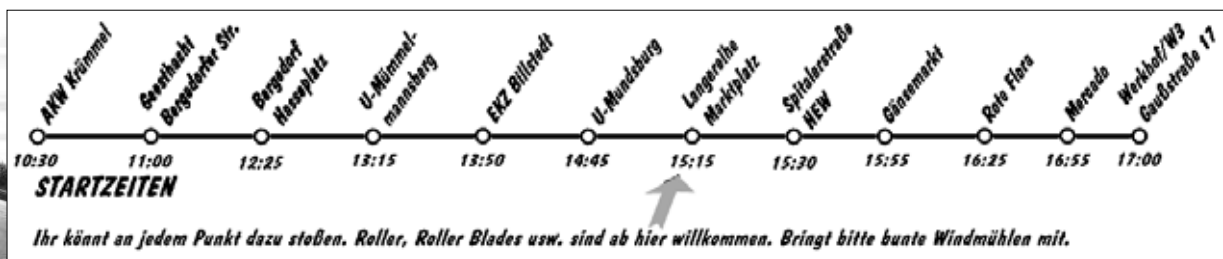 AKW Krümmel
Geesthacht
Bergedorfer Str.
Bergedorf
Hasseplatz
U-Mümmel-
mannsberg
EKZ Billstedt
U-Mundsburg
Langereihe
Marktplatz
Spitalerstraße
HEW
Gänsemarkt
Rote Flora
Mercado
Werkhof/W3
Gaußstraße 17
10:30 11:00 12:25 13:15 13:50 14:45 15:15 15:30 15:55 16:25 16:55 17:00
STARTZEITEN
Ihr könnt an jedem Punkt dazu stoßen. Roller, Roller Blades usw. sind ab hier willkommen. Bringt bitte bunte Windmühlen mit.